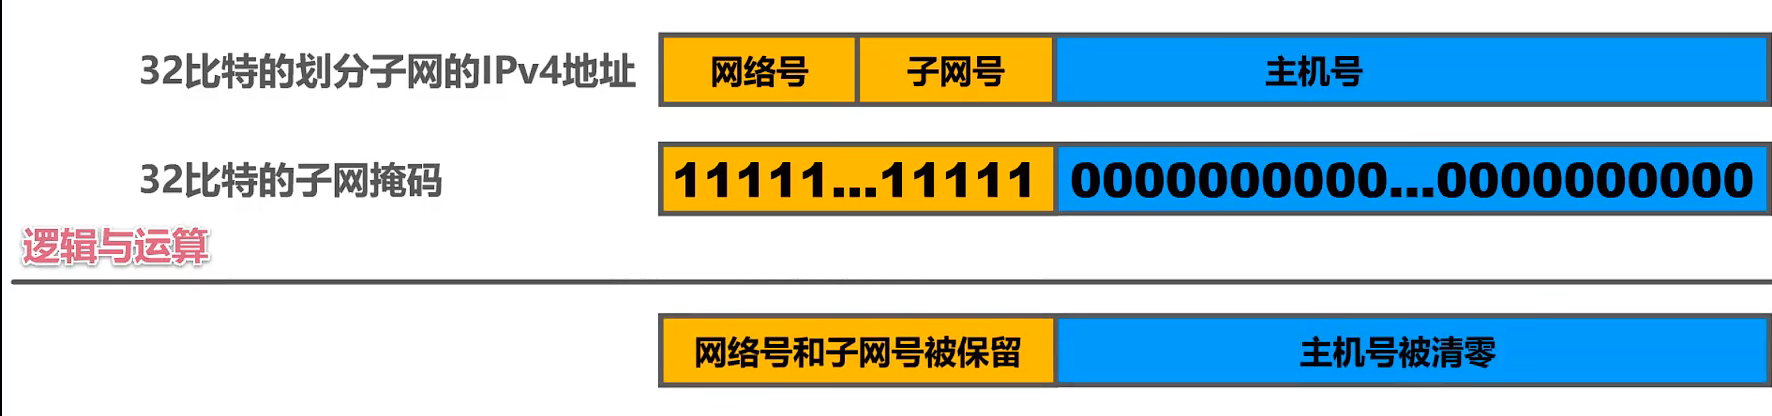 32比特的划分子网的IPv4地址 网络号 子网号 主机号
32比特的子网掩码 11111...11111 0000000000...0000000000
逻辑与运算
网络号和子网号被保留 主机号被清零